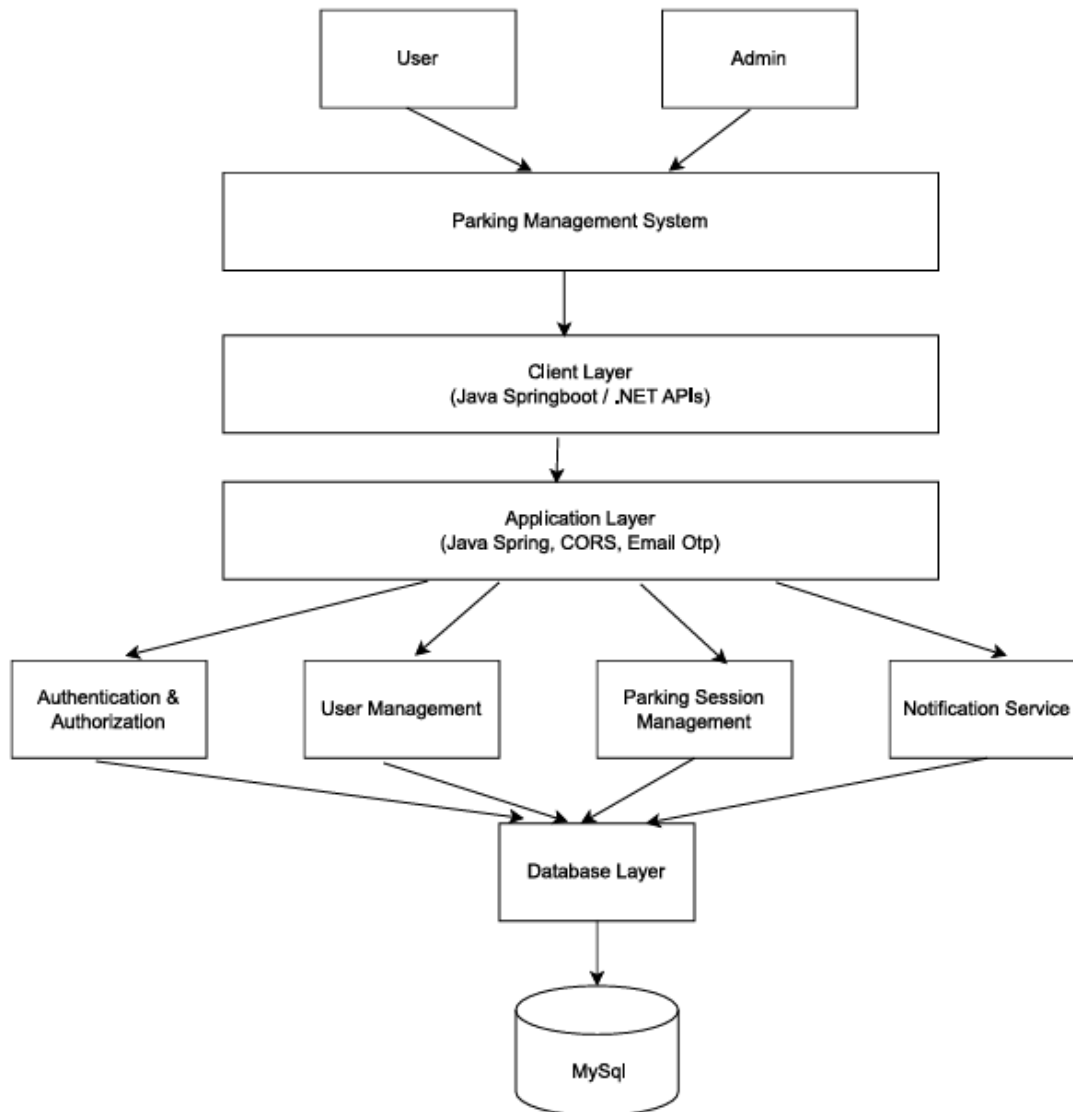 User
Admin
Parking Management System
Client Layer
(Java Springboot / .NET APIs)
Application Layer
(Java Spring, CORS, Email Otp)
Authentication &
Authorization
User Management
Parking Session
Management
Notification Service
Database Layer
MySql